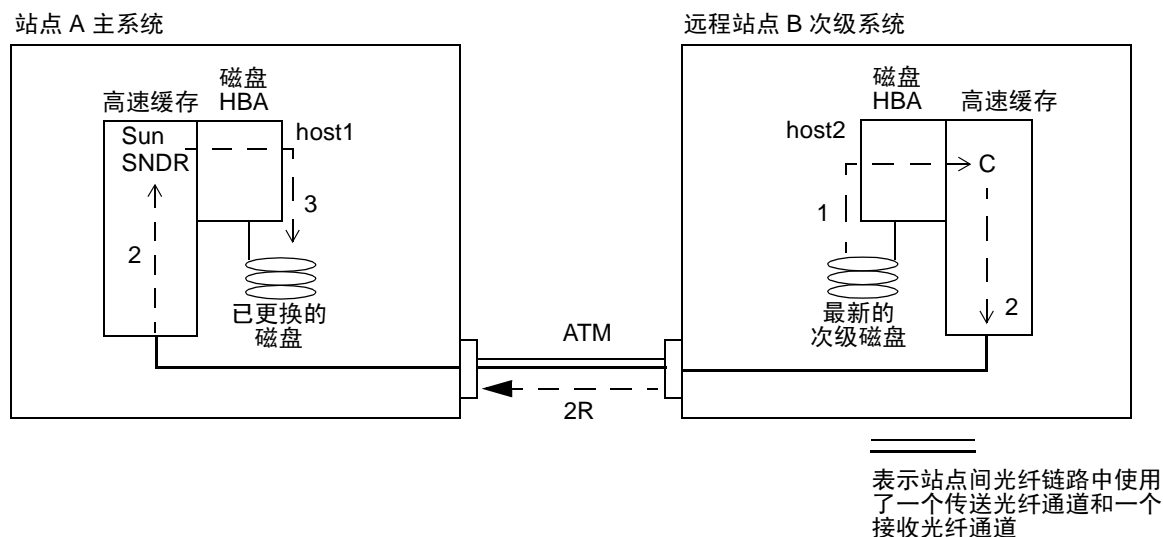 站点 A 主系统
远程站点 B 次级系统
磁盘
HBA
高速缓存
Sun
SNDR
host1
3
2
已更换的
磁盘
磁盘
HBA
高速缓存
host2
C
1
2
最新的
次级磁盘
ATM
2R
表示站点间光纤链路中使用
了一个传送光纤通道和一个
接收光纤通道